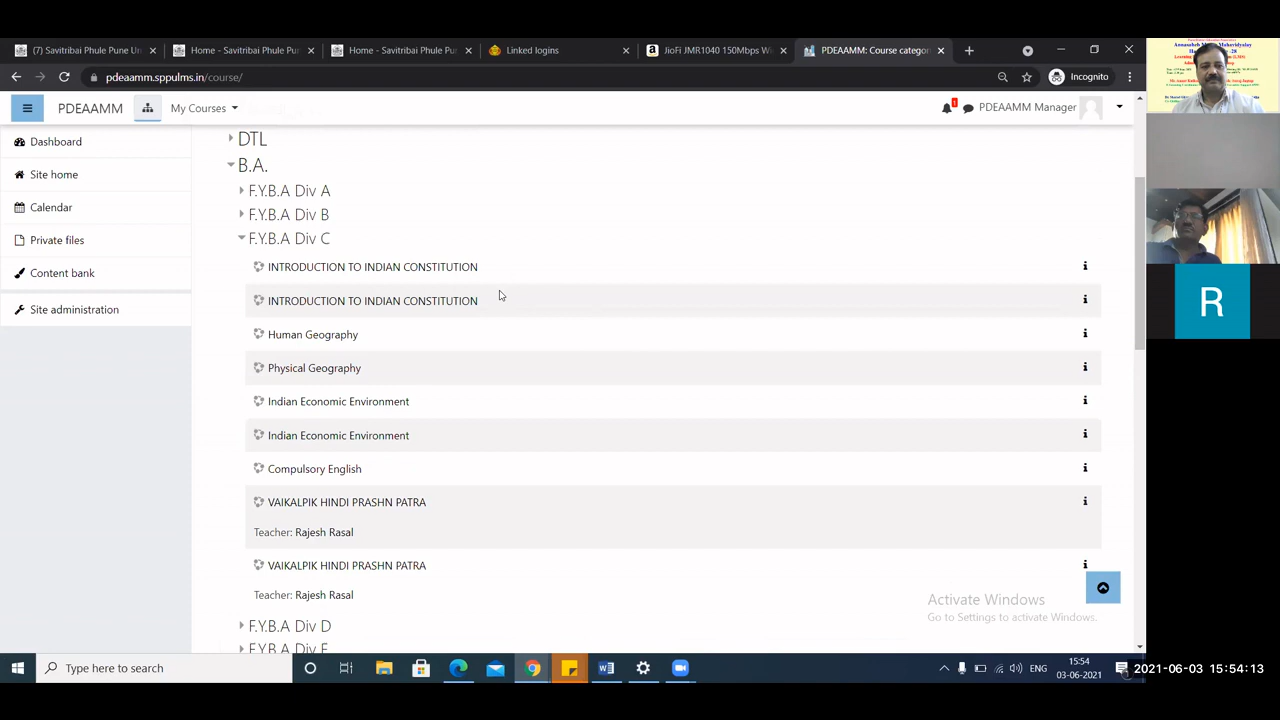 (7) Savitribai Phule Pune Un
Home - Savitribai Phule Pun
Home - Savitribai Phule Pu
Linked logins
JioFi JMR1040 150Mbps W
PDEAAMM: Course categor
pdeaamm.sppulms.in/course/
Incognito
PDEAAMM
My Courses
1
PDEAAMM Manager
Dashboard
Site home
Calendar
Private files
Content bank
Site administration
DTL
B.A.
F.Y.B.A Div A
F.Y.B.A Div B
F.Y.B.A Div C
INTRODUCTION TO INDIAN CONSTITUTION
INTRODUCTION TO INDIAN CONSTITUTION
Human Geography
Physical Geography
Indian Economic Environment
Indian Economic Environment
Compulsory English
VAIKALPIK HINDI PRASHN PATRA
Teacher: Rajesh Rasal
VAIKALPIK HINDI PRASHN PATRA
Teacher: Rajesh Rasal
F.Y.B.A Div D
F.Y.B.A Div E
Activate Windows
Go to Settings to activate Windows.
R
Type here to search
ENG
15:54
03-06-2021
2021-06-03 15:54:13